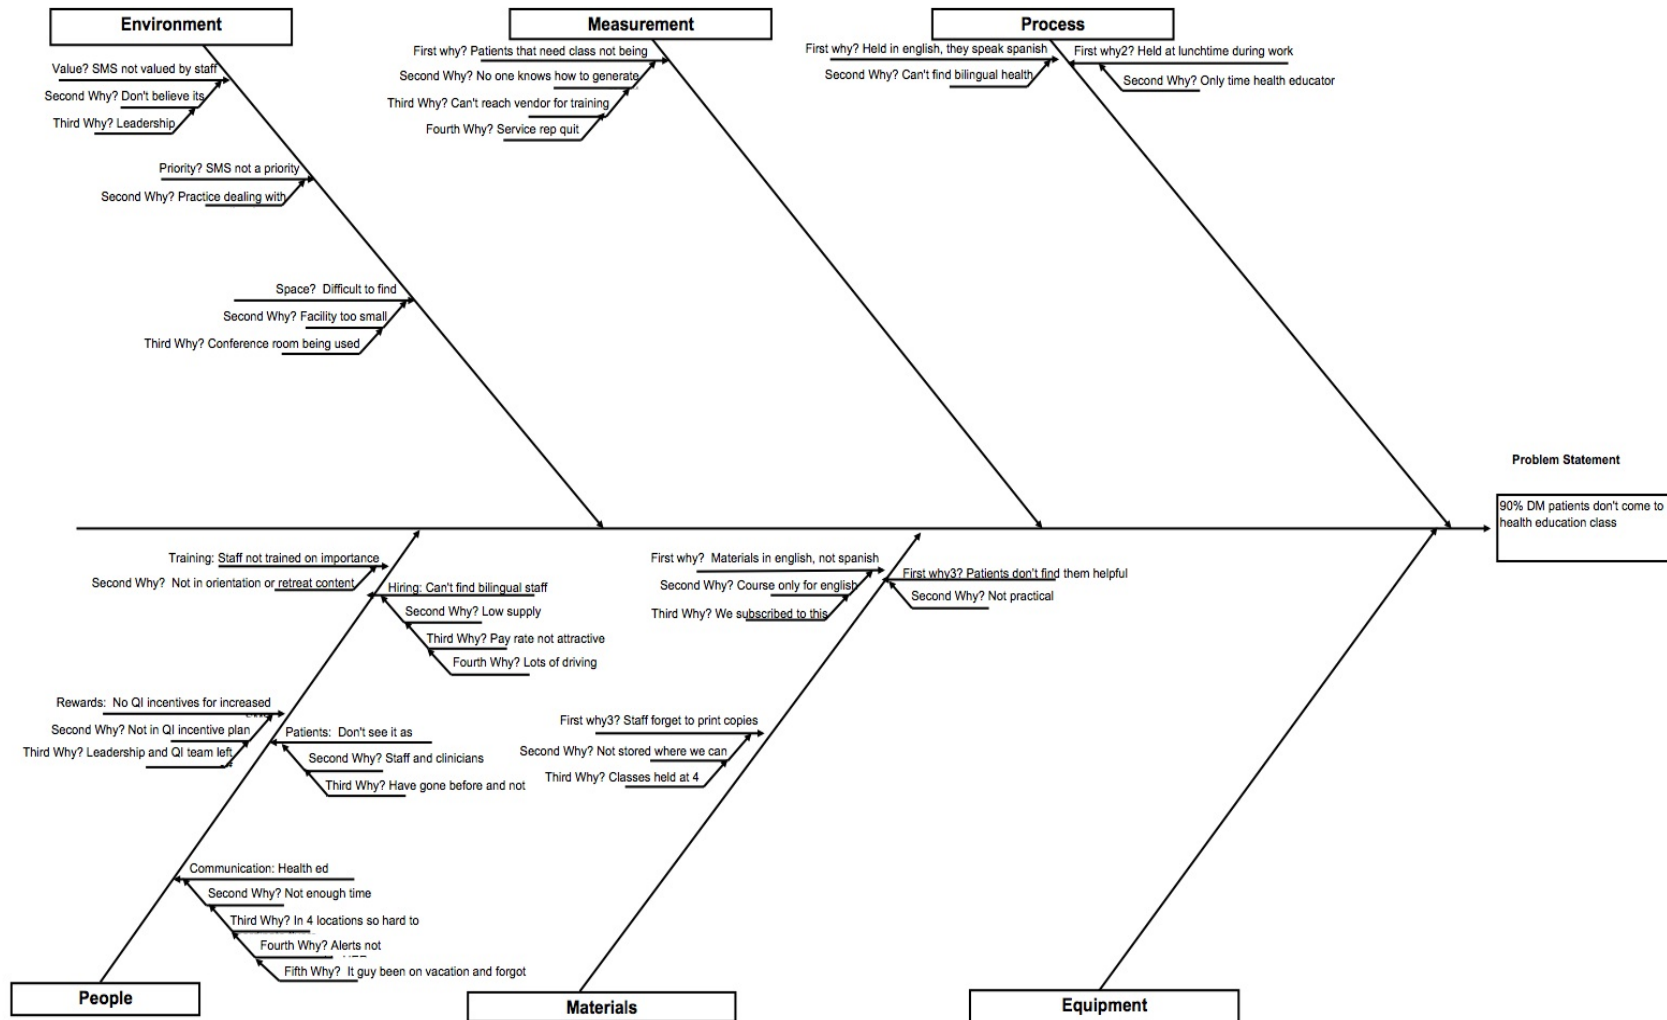 Environment
Measurement
Process
Value? SMS not valued by staff
Second Why? Don't believe its
Third Why? Leadership
Priority? SMS not a priority
Second Why? Practice dealing with
Space?  Difficult to find
Second Why? Facility too small
Third Why? Conference room being used
First why? Patients that need class not being
Second Why? No one knows how to generate
Third Why? Can't reach vendor for training
Fourth Why? Service rep quit
First why? Held in english, they speak spanish
Second Why? Can't find bilingual health
First why2? Held at lunchtime during work
Second Why? Only time health educator
Problem Statement
90% DM patients don't come to
health education class
Training: Staff not trained on importance
Second Why?  Not in orientation or retreat content
Hiring: Can't find bilingual staff
Second Why? Low supply
Third Why? Pay rate not attractive
Fourth Why? Lots of driving
Rewards:  No QI incentives for increased
Second Why? Not in QI incentive plan
Third Why? Leadership and QI team left
Patients:  Don't see it as
Second Why? Staff and clinicians
Third Why? Have gone before and not
Communication: Health ed
Second Why? Not enough time
Third Why? In 4 locations so hard to
Fourth Why? Alerts not
Fifth Why?  It guy been on vacation and forgot
First why?  Materials in english, not spanish
Second Why? Course only for english
Third Why? We subscribed to this
First why3? Patients don't find them helpful
Second Why? Not practical
First why3? Staff forget to print copies
Second Why? Not stored where we can
Third Why? Classes held at 4
People
Materials
Equipment